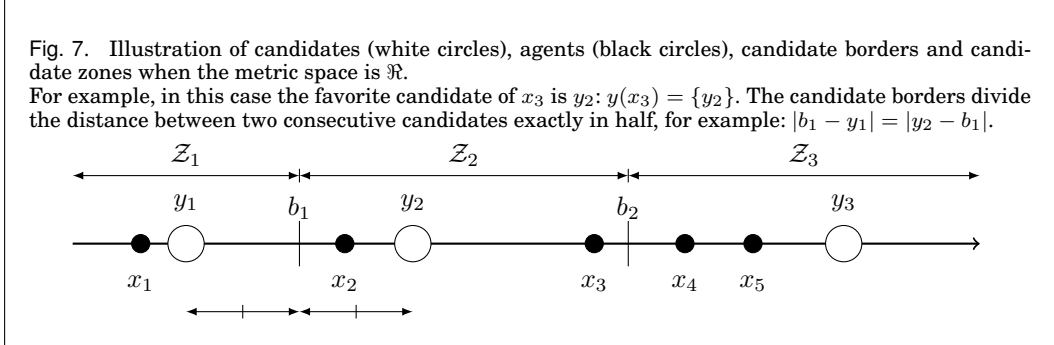 Fig. 7. Illustration of candidates (white circles), agents (black circles), candidate borders and candi-
date zones when the metric space is ℜ.
For example, in this case the favorite candidate of x₃ is y₂: y(x₃) = {y₂}. The candidate borders divide
the distance between two consecutive candidates exactly in half, for example: |b₁ − y₁| = |y₂ − b₁|.
𝒵₁ 𝒵₂ 𝒵₃
y₁ b₁ y₂ b₂ y₃
x₁ x₂ x₃ x₄ x₅